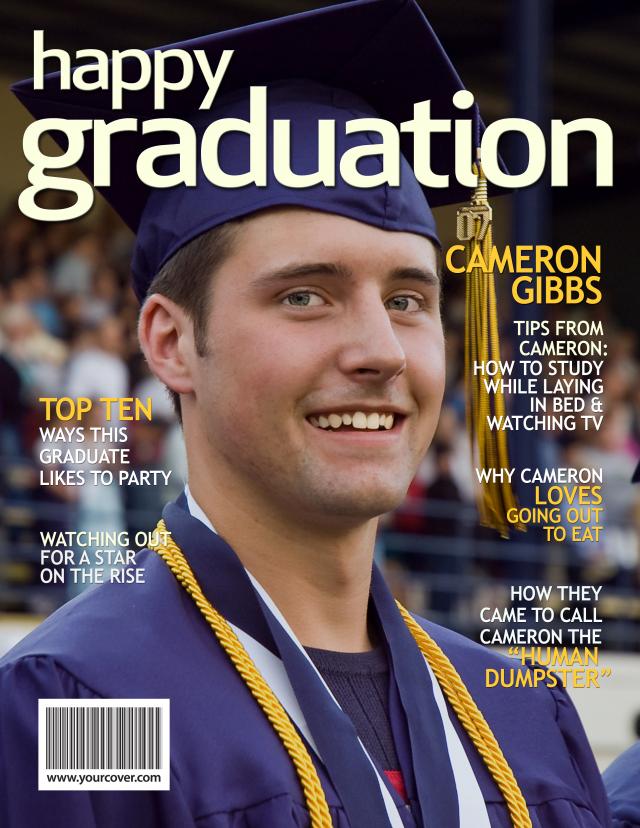 happy
graduation
07
CAMERON
GIBBS
TIPS FROM
CAMERON:
HOW TO STUDY
WHILE LAYING
IN BED &
WATCHING TV
TOP TEN
WAYS THIS
GRADUATE
LIKES TO PARTY
WHY CAMERON
LOVES
GOING OUT
TO EAT
WATCHING OUT
FOR A STAR
ON THE RISE
HOW THEY
CAME TO CALL
CAMERON THE
“HUMAN
DUMPSTER”
www.yourcover.com